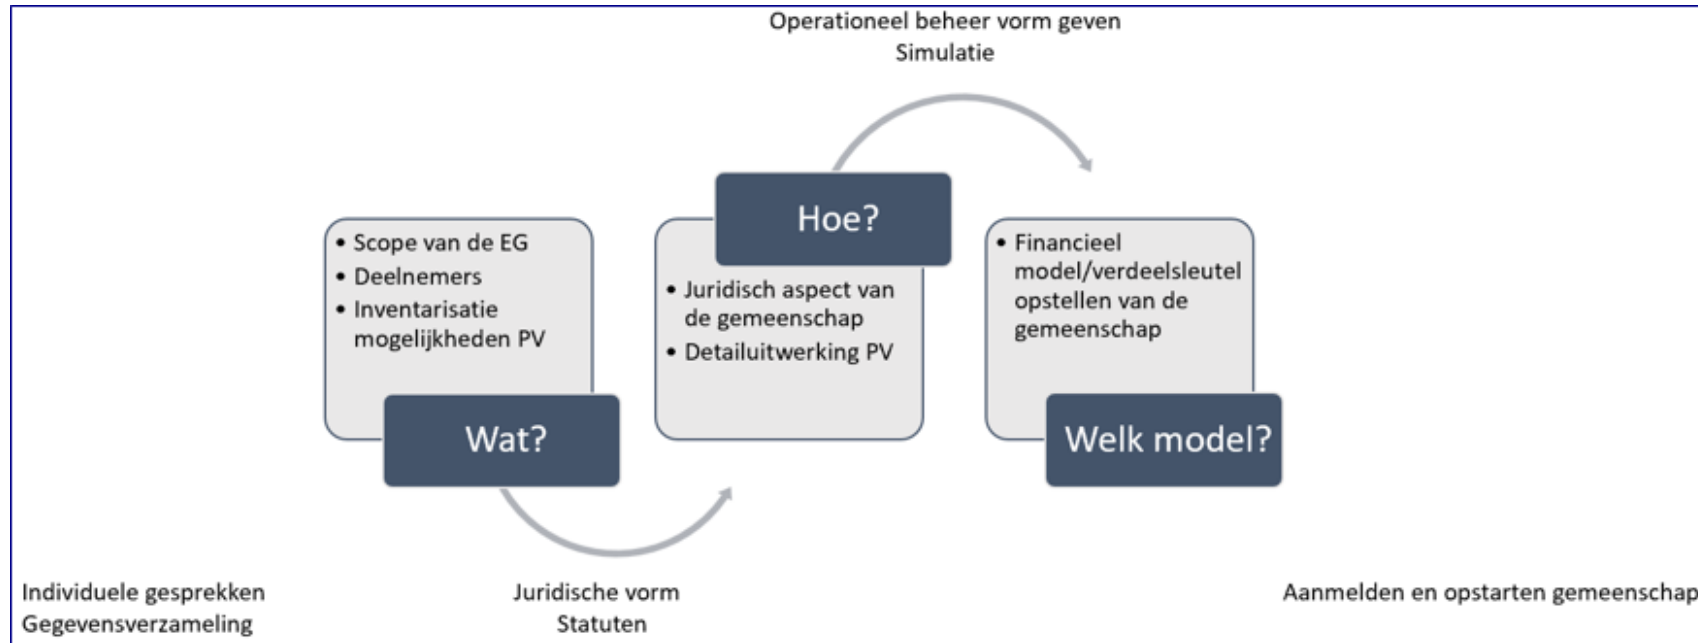 Operationeel beheer vorm geven
Simulatie
• Scope van de EG
• Deelnemers
• Inventarisatie
mogelijkheden PV
Wat?
Hoe?
• Juridisch aspect van
de gemeenschap
• Detailuitwerking PV
• Financieel
model/verdeelsleutel
opstellen van de
gemeenschap
Welk model?
Individuele gesprekken
Gegevensverzameling
Juridische vorm
Statuten
Aanmelden en opstarten gemeenschap